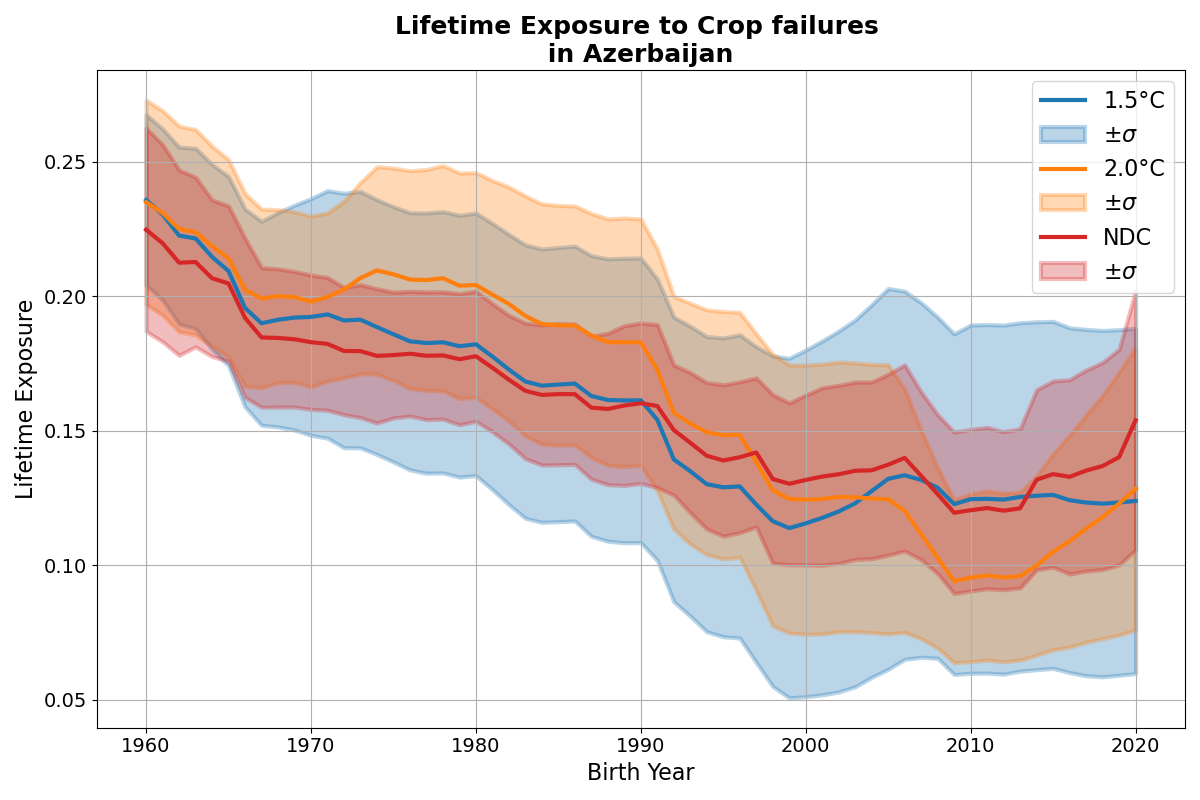 Lifetime Exposure to Crop failures
in Azerbaijan
Lifetime Exposure
0.25
0.20
0.15
0.10
0.05
1960 1970 1980 1990 2000 2010 2020
Birth Year
1.5°C
±σ
2.0°C
±σ
NDC
±σ